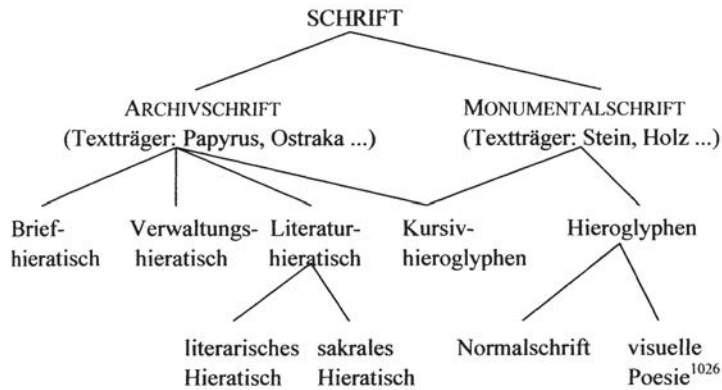 SCHRIFT
ARCHIVSCHRIFT
(Textträger: Papyrus, Ostraka ...)
MONUMENTALSCHRIFT
(Textträger: Stein, Holz ...)
Brief-
hieratisch
Verwaltungs-
hieratisch
Literatur-
hieratisch
Kursiv-
hieroglyphen
Hieroglyphen
literarisches
Hieratisch
sakrales
Hieratisch
Normalschrift
visuelle
Poesie¹⁰²⁶